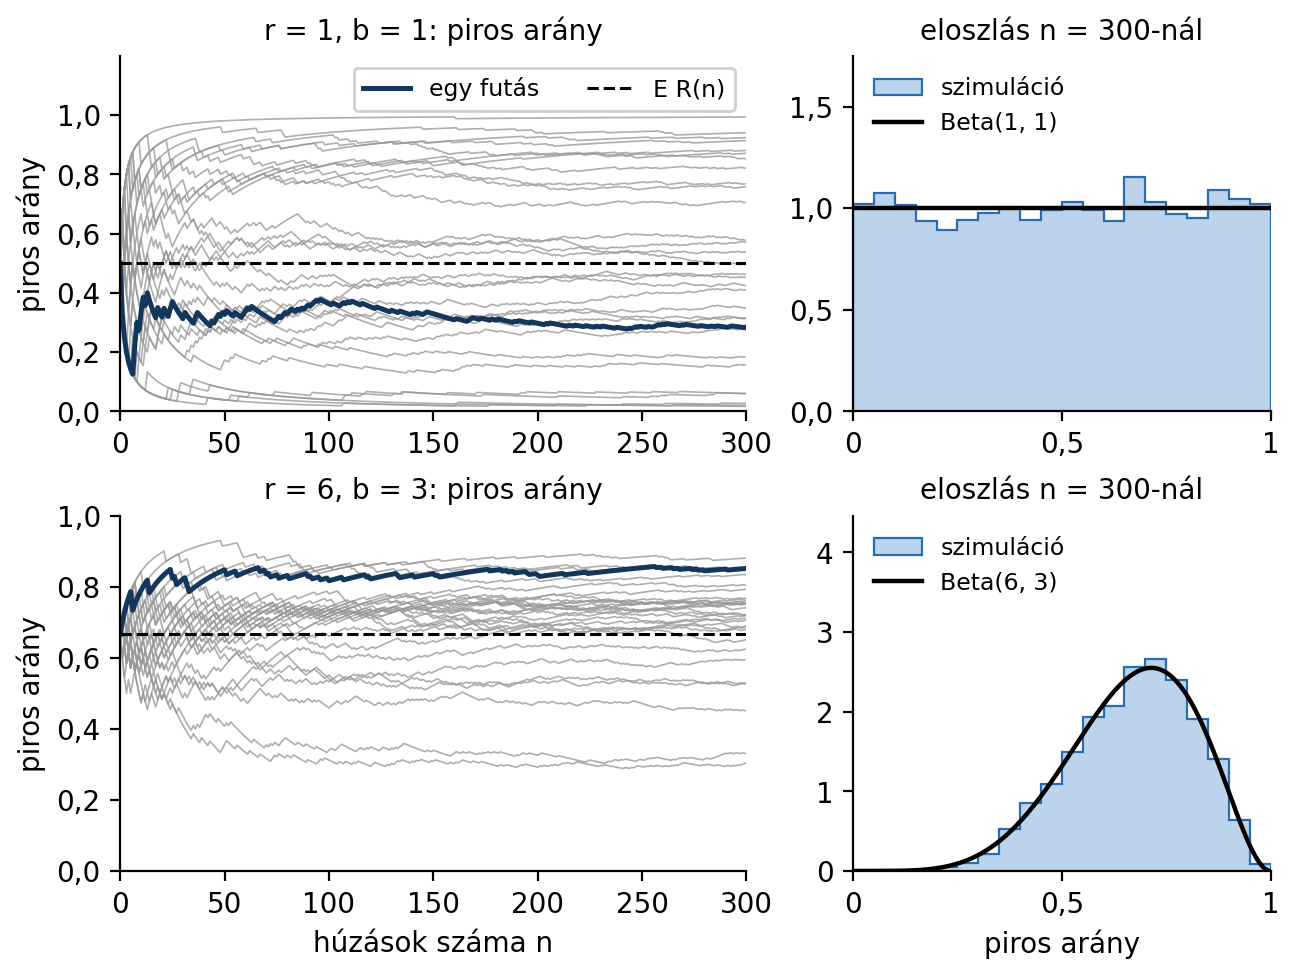 r = 1, b = 1: piros arány
piros arány
1,0
0,8
0,6
0,4
0,2
0,0
egy futás
E R(n)
0 50 100 150 200 250 300
eloszlás n = 300-nál
1,5
1,0
0,5
0,0
szimuláció
Beta(1, 1)
0 0,5 1
r = 6, b = 3: piros arány
piros arány
1,0
0,8
0,6
0,4
0,2
0,0
0 50 100 150 200 250 300
húzások száma n
eloszlás n = 300-nál
4
3
2
1
0
szimuláció
Beta(6, 3)
0 0,5 1
piros arány